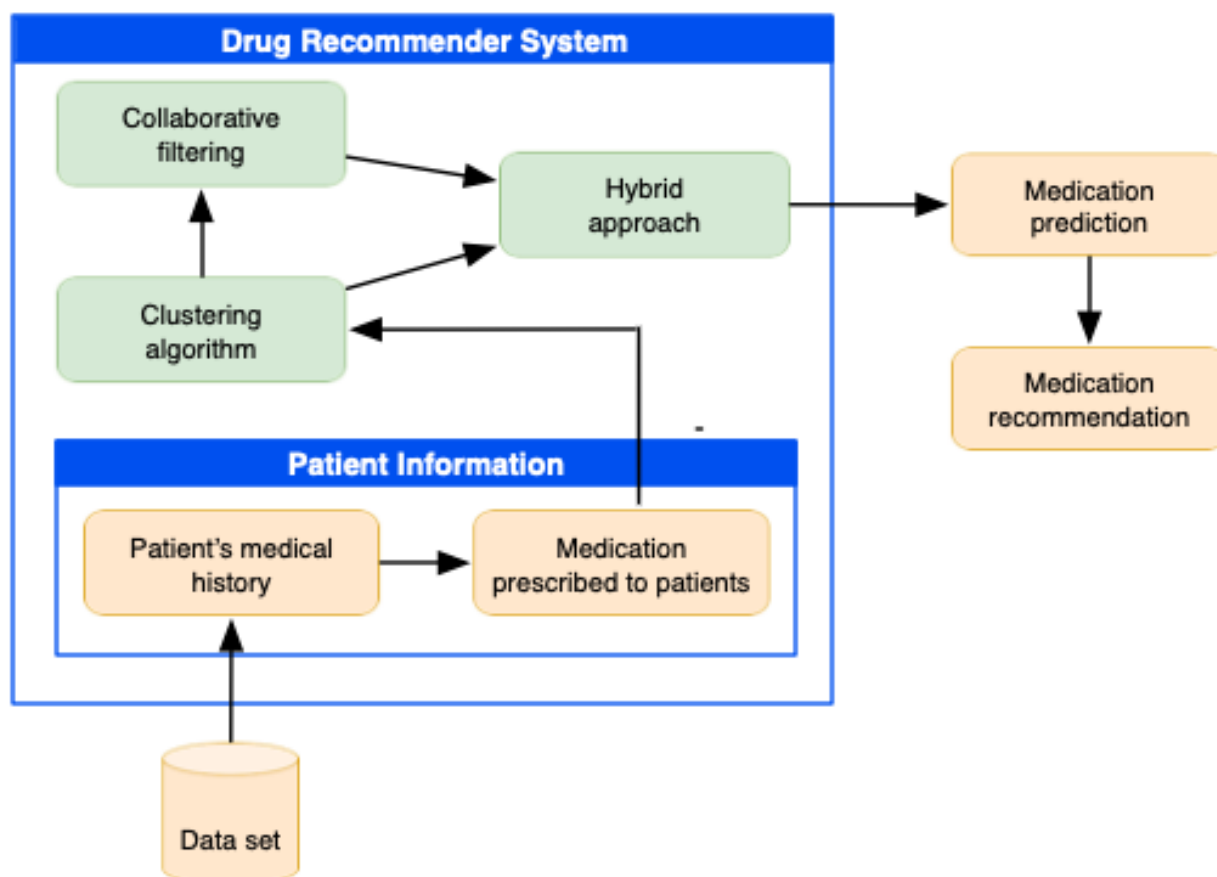 Drug Recommender System
Collaborative
filtering
Hybrid
approach
Medication
prediction
Clustering
algorithm
Medication
recommendation
Patient Information
Patient's medical
history
Medication
prescribed to patients
Data set